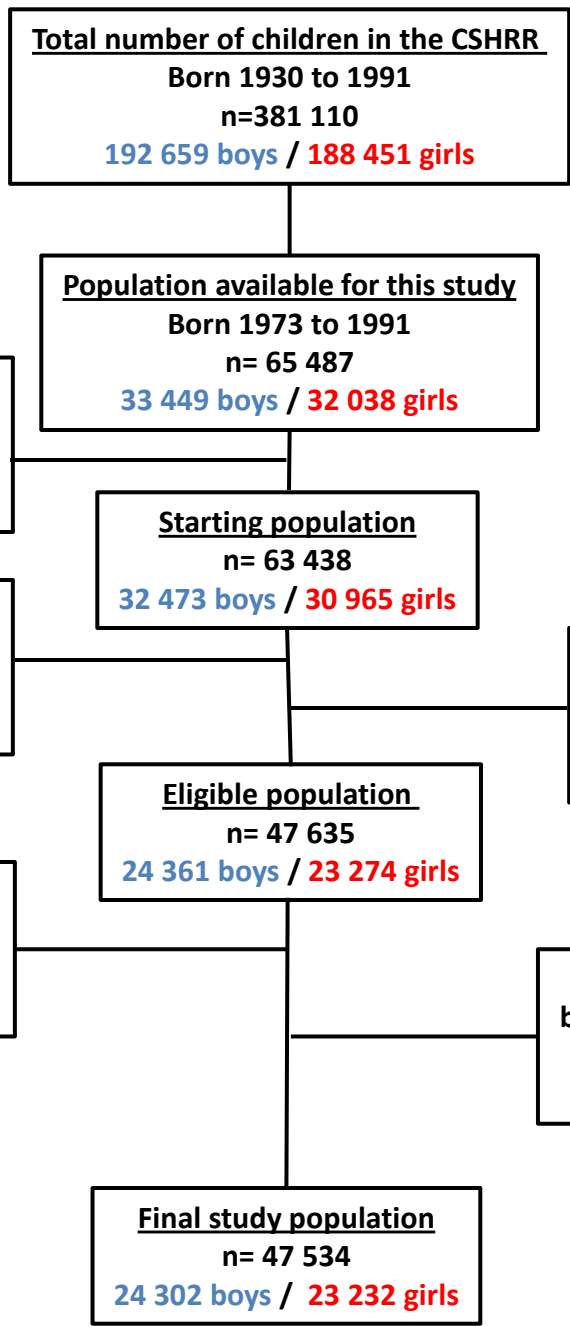 Total number of children in the CSHRR
Born 1930 to 1991
n=381 110
192 659 boys / 188 451 girls
Population available for this study
Born 1973 to 1991
n= 65 487
33 449 boys / 32 038 girls
Starting population
n= 63 438
32 473 boys / 30 965 girls
Eligible population
n= 47 635
24 361 boys / 23 274 girls
b
Final study population
n= 47 534
24 302 boys / 23 232 girls